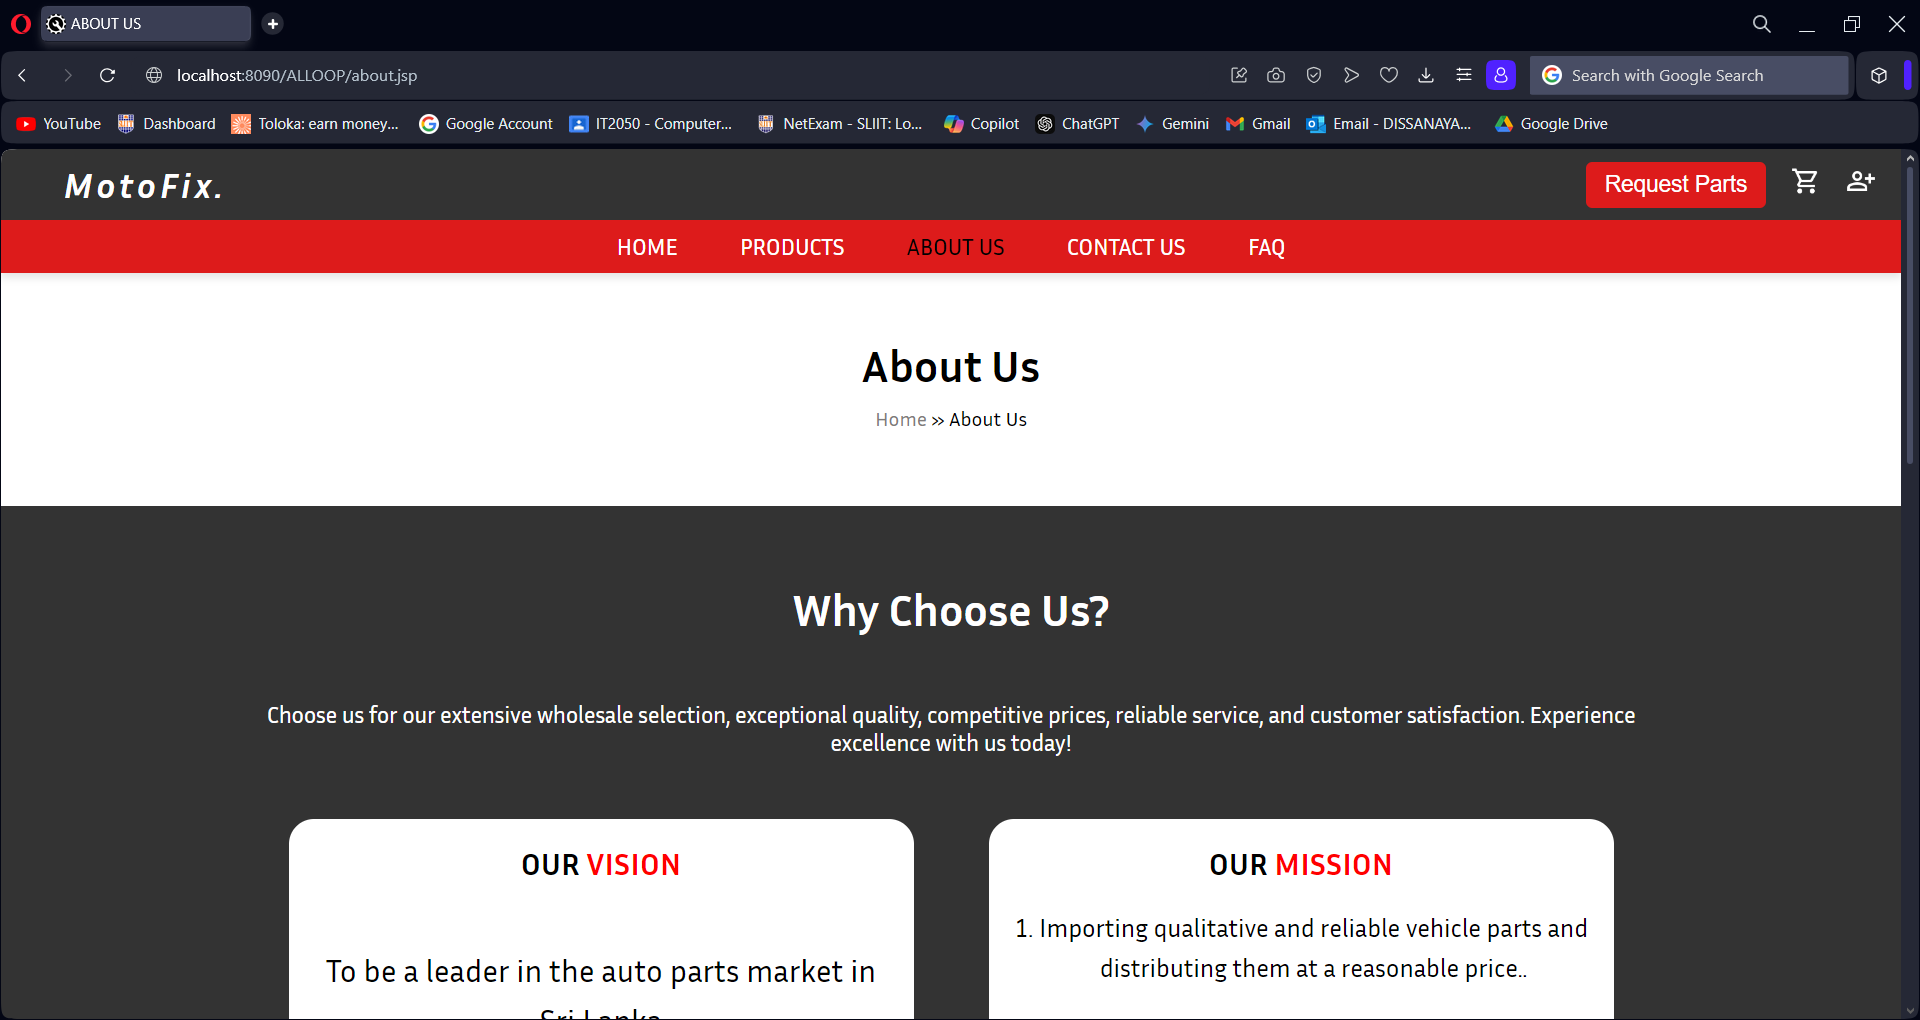 ABOUT US
localhost:8090/ALLOOP/about.jsp
Search with Google Search
YouTube
Dashboard
Toloka: earn money...
Google Account
IT2050 - Computer...
NetExam - SLIIT: Lo...
Copilot
ChatGPT
Gemini
Gmail
Email - DISSANAYA...
Google Drive
MotoFix.
Request Parts
HOME
PRODUCTS
ABOUT US
CONTACT US
FAQ
About Us
Home » About Us
Why Choose Us?
Choose us for our extensive wholesale selection, exceptional quality, competitive prices, reliable service, and customer satisfaction. Experience
excellence with us today!
OUR VISION
To be a leader in the auto parts market in
Sri Lanka
OUR MISSION
1. Importing qualitative and reliable vehicle parts and
distributing them at a reasonable price..